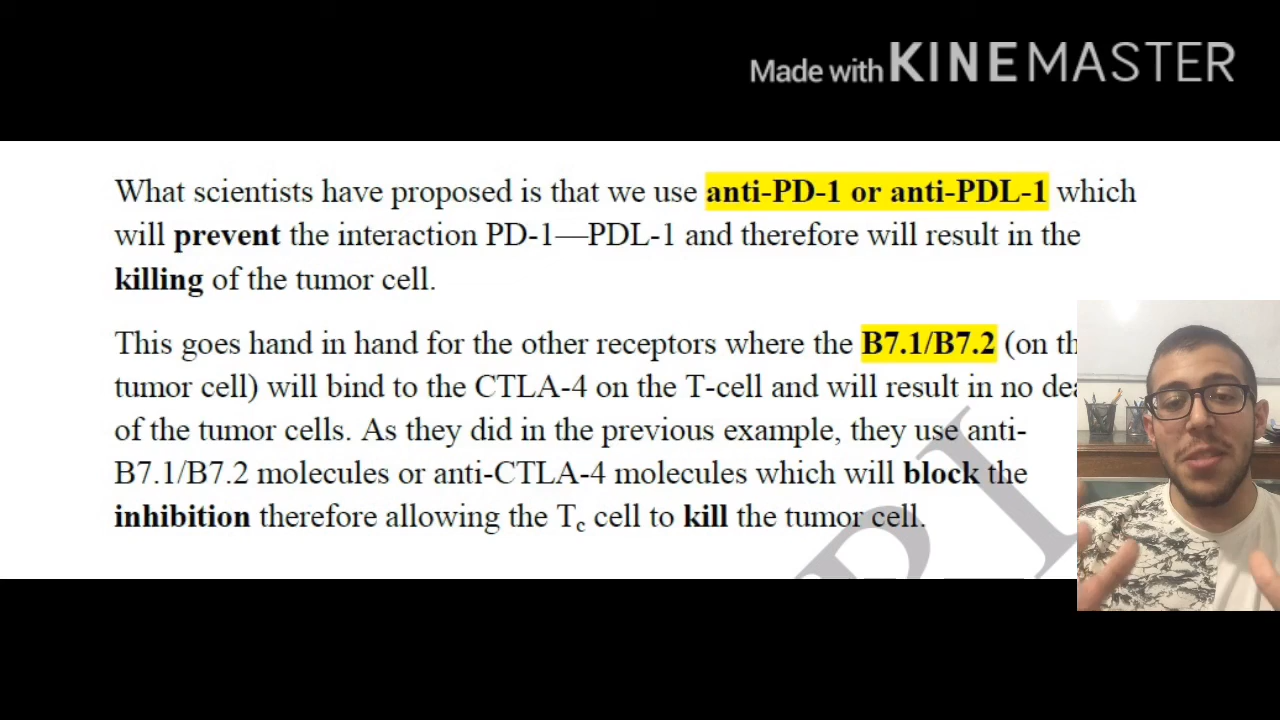 Made with KINEMASTER
What scientists have proposed is that we use anti-PD-1 or anti-PDL-1 which
will prevent the interaction PD-1—PDL-1 and therefore will result in the
killing of the tumor cell.
This goes hand in hand for the other receptors where the B7.1/B7.2 (on
tumor cell) will bind to the CTLA-4 on the T-cell and will result in no
of the tumor cells. As they did in the previous example, they use anti-
B7.1/B7.2 molecules or anti-CTLA-4 molecules which will block the
inhibition therefore allowing the Tc cell to kill the tumor cell.